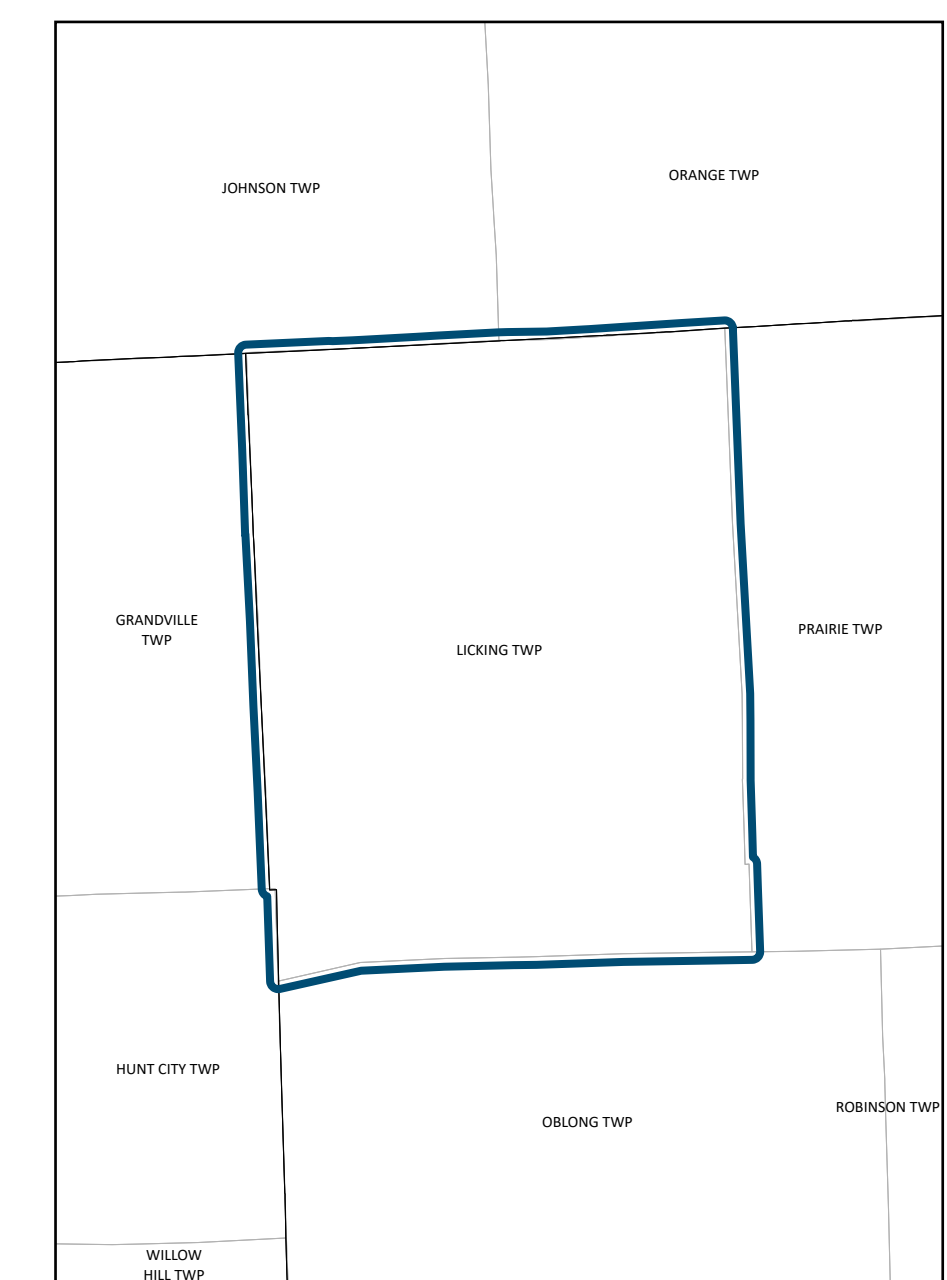 JOHNSON TWP
ORANGE TWP
GRANDVILLE
TWP
LICKING TWP
PRAIRIE TWP
HUNT CITY TWP
OBLONG TWP
ROBINSON TWP
WILLOW
HILL TWP